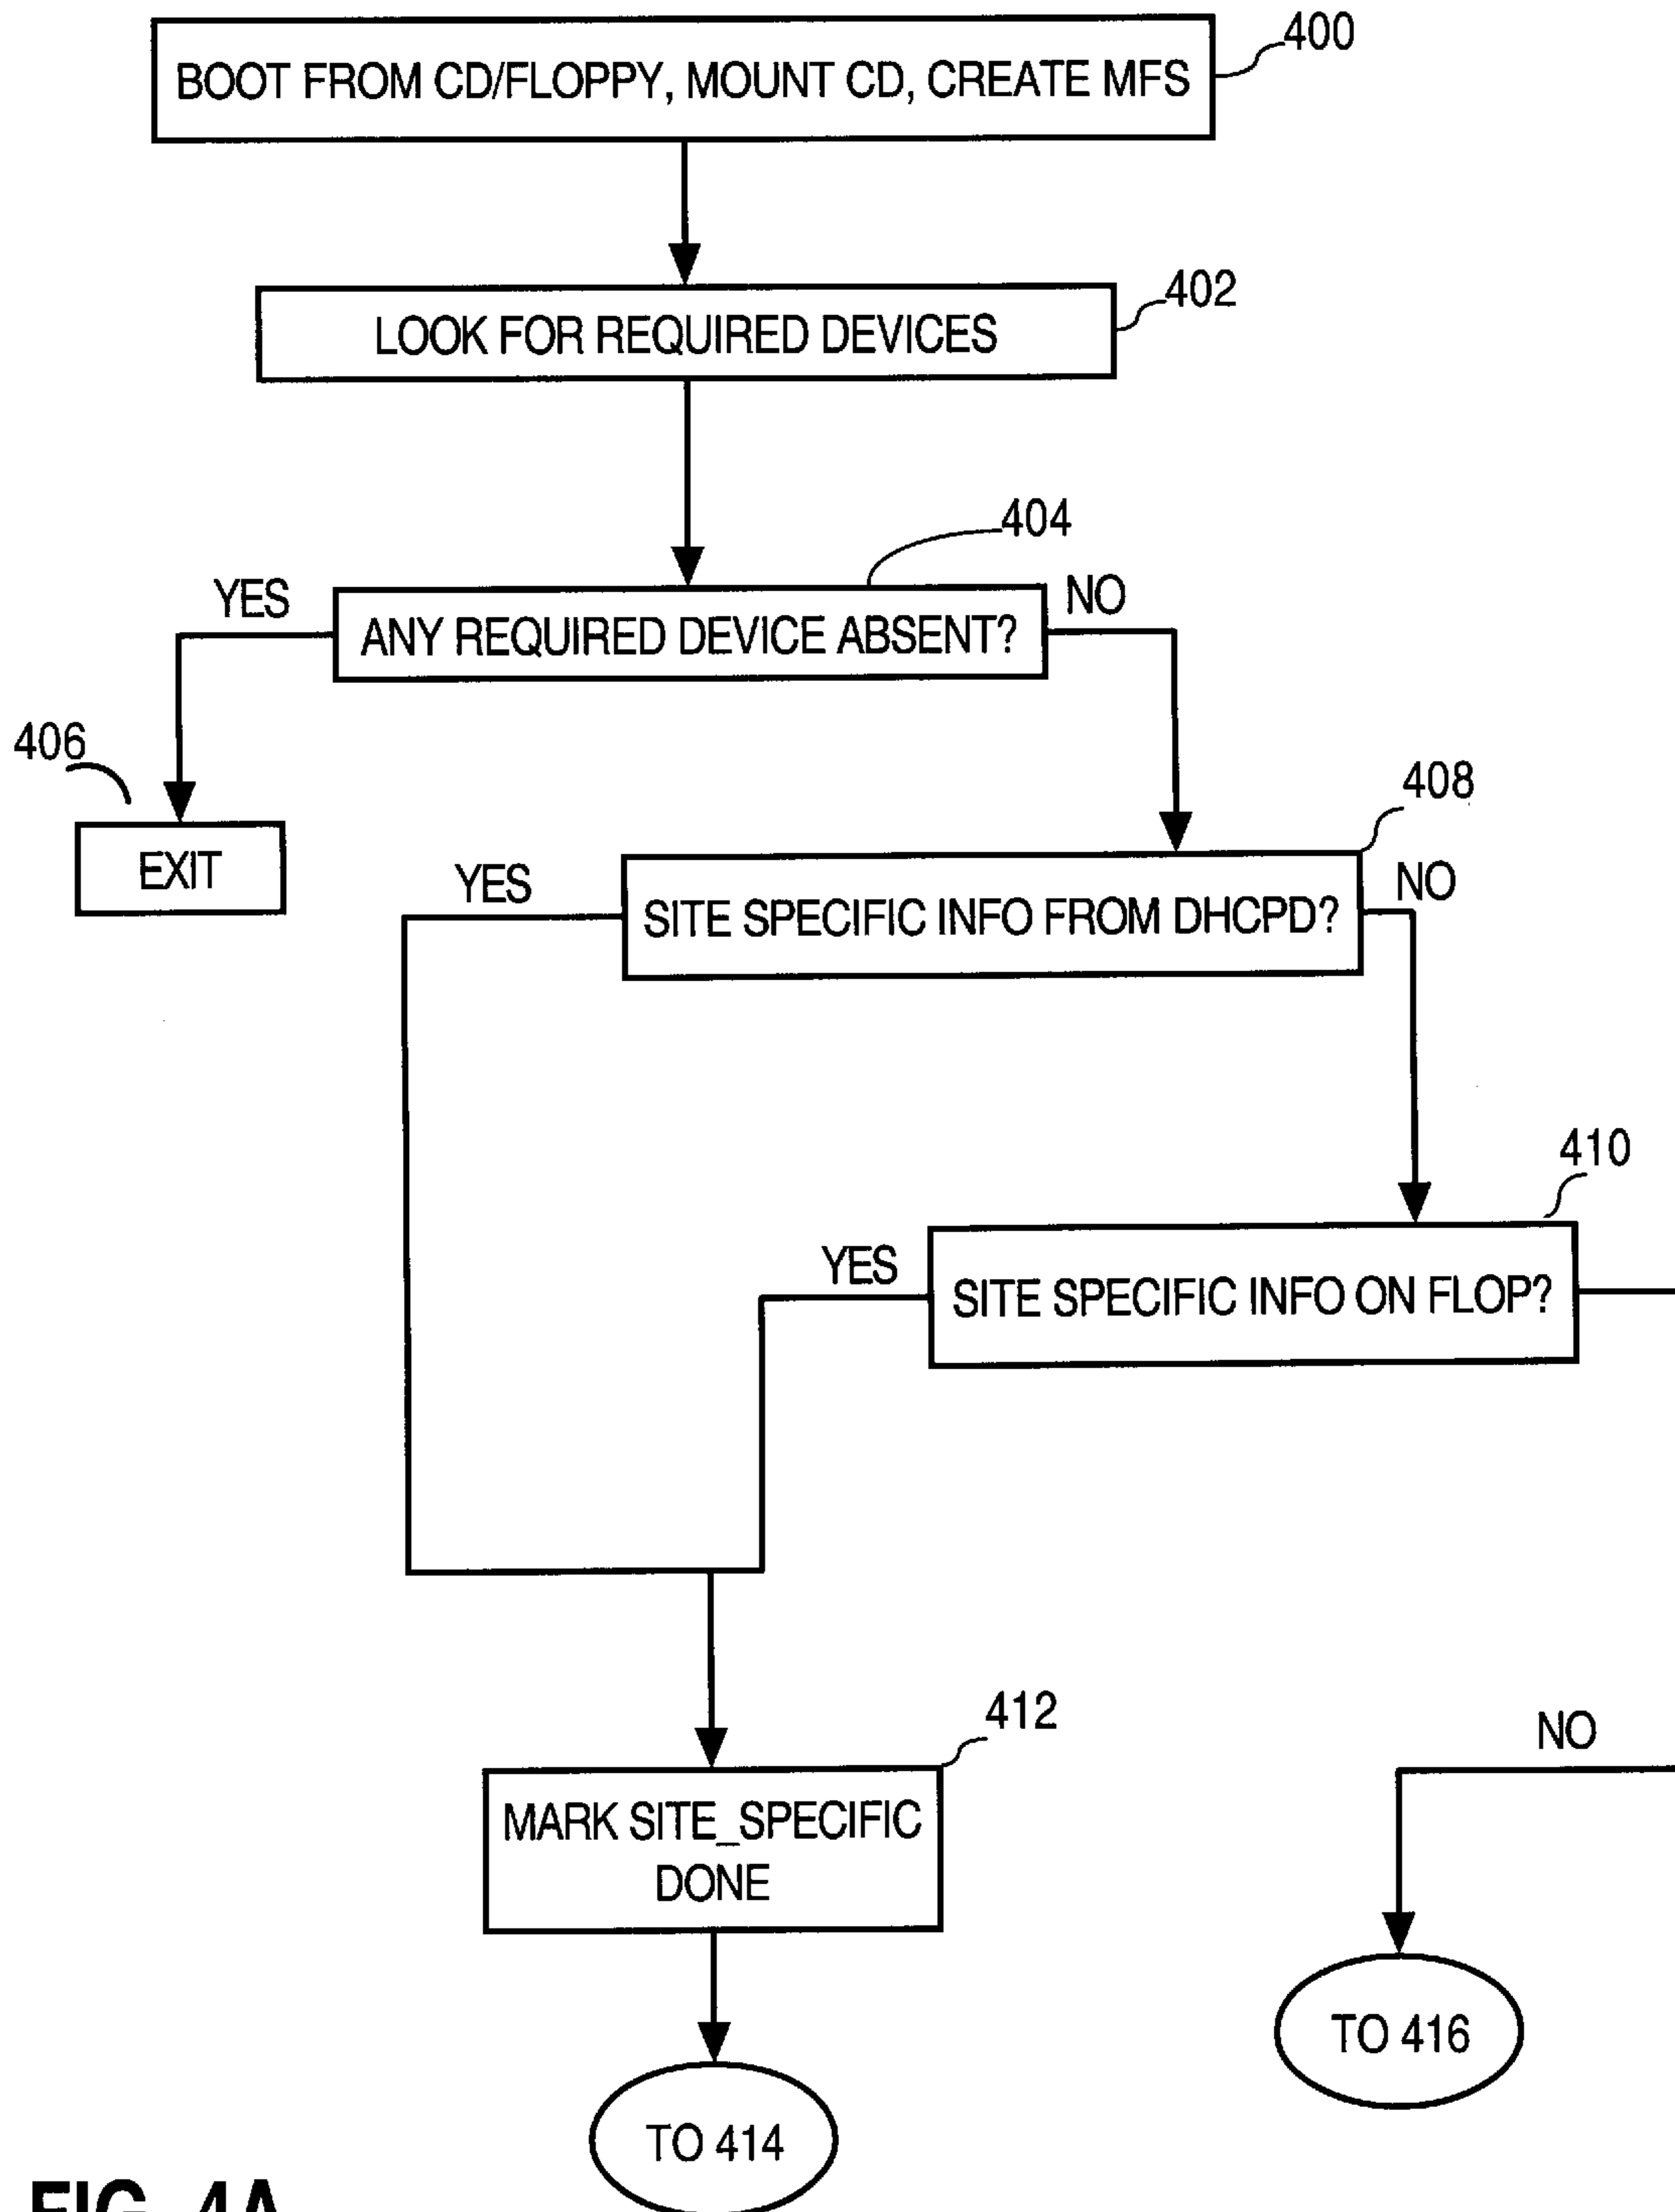 400
BOOT FROM CD/FLOPPY, MOUNT CD, CREATE MFS
402
LOOK FOR REQUIRED DEVICES
404
YES
NO
ANY REQUIRED DEVICE ABSENT?
406
EXIT
408
YES
NO
SITE SPECIFIC INFO FROM DHCPD?
410
YES
SITE SPECIFIC INFO ON FLOP?
412
NO
MARK SITE_SPECIFIC
DONE
TO 416
TO 414
FIG. 4A